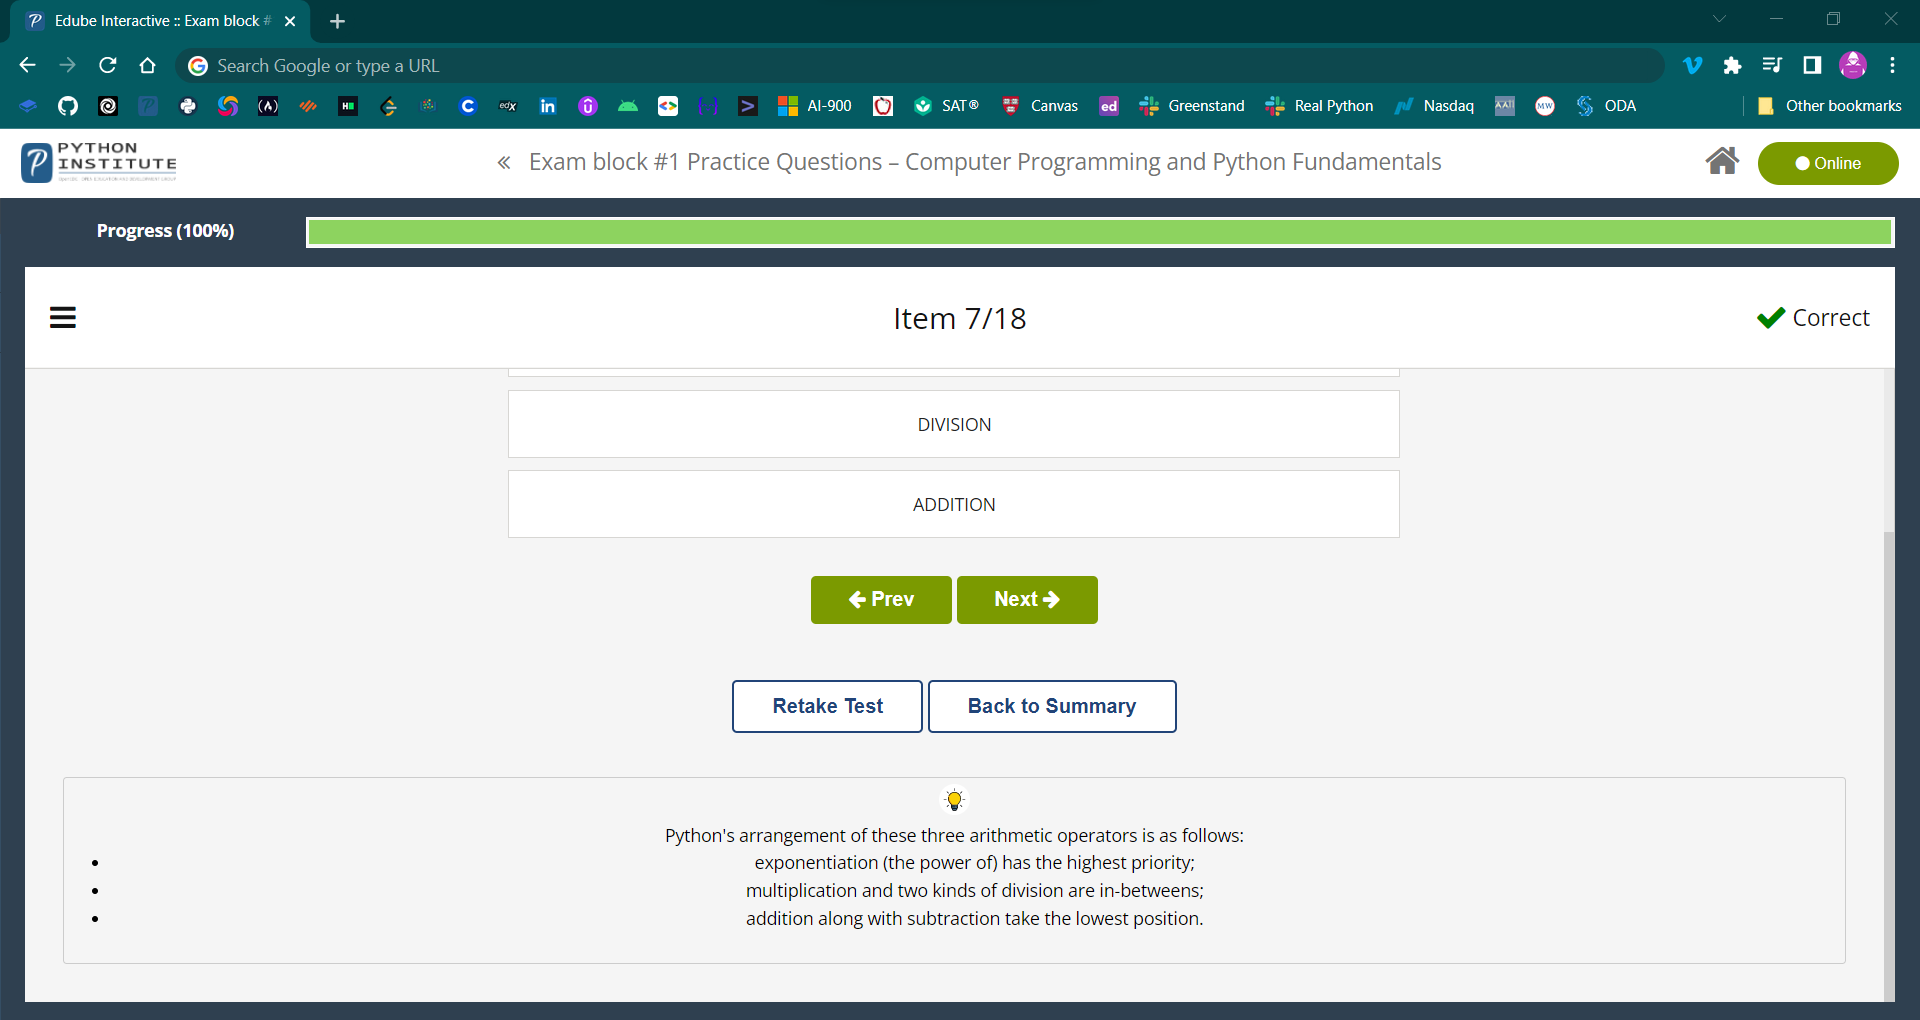 Edube Interactive :: Exam block #
Search Google or type a URL
AI-900
SAT®
Canvas
ed
Greenstand
Real Python
Nasdaq
MW
ODA
Other bookmarks
PYTHON
INSTITUTE
« Exam block #1 Practice Questions – Computer Programming and Python Fundamentals
Online
Progress (100%)
Item 7/18
Correct
DIVISION
ADDITION
Prev
Next
Retake Test
Back to Summary
Python's arrangement of these three arithmetic operators is as follows:
• exponentiation (the power of) has the highest priority;
• multiplication and two kinds of division are in-betweens;
• addition along with subtraction take the lowest position.